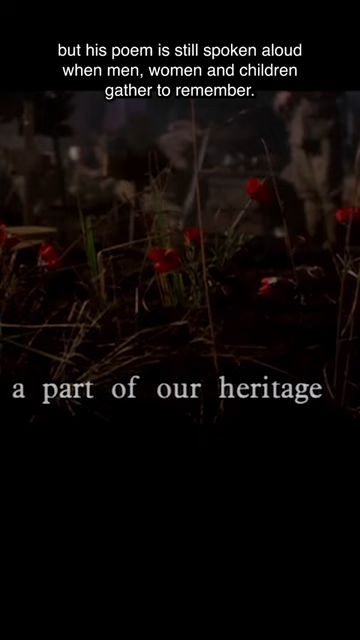 but his poem is still spoken aloud
when men, women and children
gather to remember.
a part of our heritage